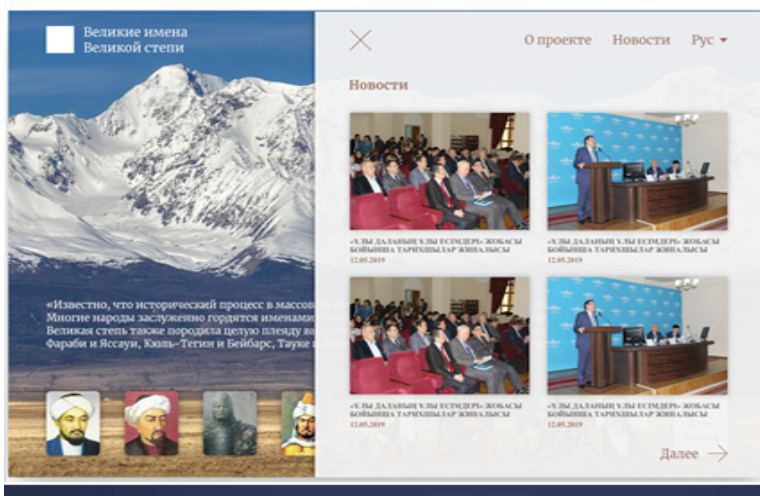 Великие имена
Великой степи
О проекте Новости Рус
Новости
«ҰЛЫ ДАЛАНЫҢ ҰЛЫ ЕСІМДЕРІ» ЖОБАСЫ
БОЙЫНША ТАРИХШЫЛАР ЖИНАЛЫСЫ
12.05.2019
«ҰЛЫ ДАЛАНЫҢ ҰЛЫ ЕСІМДЕРІ» ЖОБАСЫ
БОЙЫНША ТАРИХШЫЛАР ЖИНАЛЫСЫ
12.05.2019
«Известно, что исторический процесс в массов
Многие народы заслуженно гордятся именами
Великая степь также породила целую плеяду
Фараби и Яссауи, Кюль-Тегин и Бейбарс, Тауке
«ҰЛЫ ДАЛАНЫҢ ҰЛЫ ЕСІМДЕРІ» ЖОБАСЫ
БОЙЫНША ТАРИХШЫЛАР ЖИНАЛЫСЫ
12.05.2019
«ҰЛЫ ДАЛАНЫҢ ҰЛЫ ЕСІМДЕРІ» ЖОБАСЫ
БОЙЫНША ТАРИХШЫЛАР ЖИНАЛЫСЫ
12.05.2019
Далее